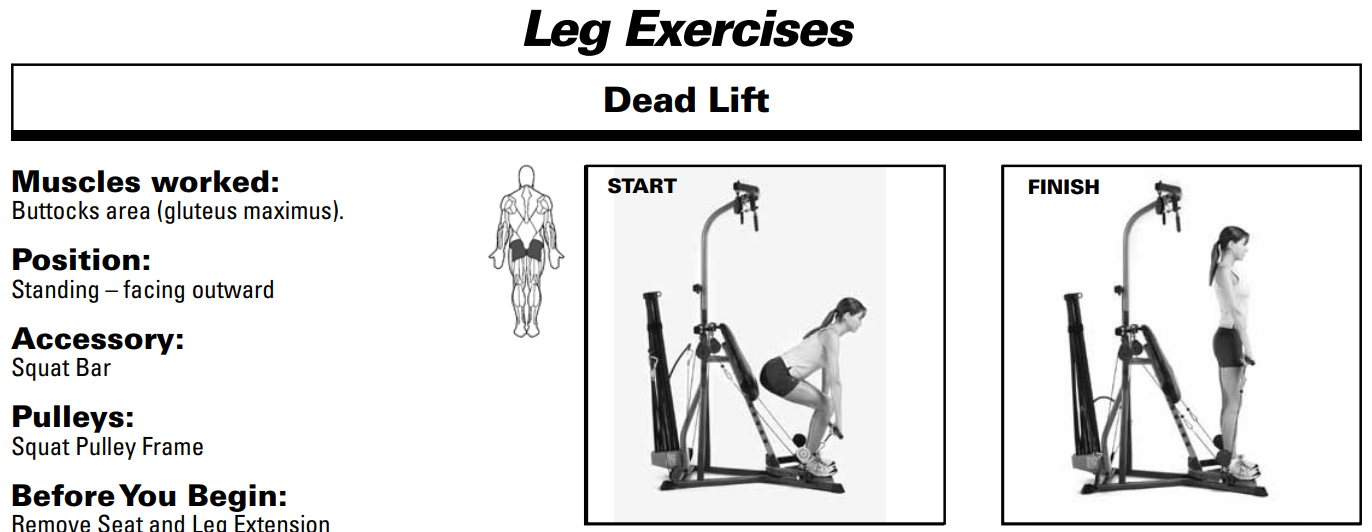 Leg Exercises
Dead Lift
Muscles worked:
Buttocks area (gluteus maximus).
Position:
Standing – facing outward
Accessory:
Squat Bar
Pulleys:
Squat Pulley Frame
Before You Begin:
Remove Seat and Leg Extension
START
FINISH